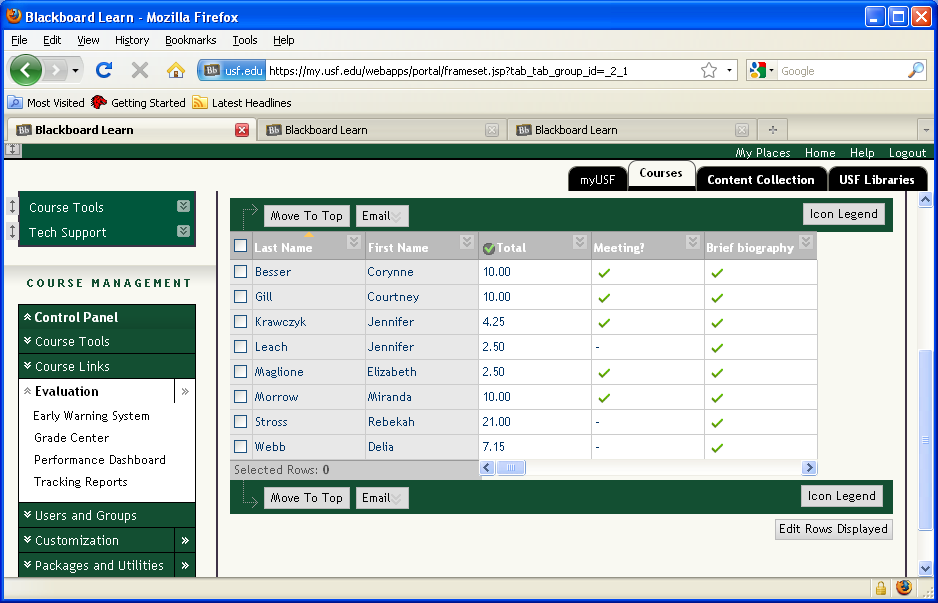 Blackboard Learn - Mozilla Firefox
File Edit View History Bookmarks Tools Help
Bb usf.edu https://my.usf.edu/webapps/portal/frameset.jsp?tab_tab_group_id=_2_1 Google
Most Visited Getting Started Latest Headlines
Bb Blackboard Learn Bb Blackboard Learn Bb Blackboard Learn
My Places Home Help Logout
myUSF Courses Content Collection USF Libraries
Course Tools
Tech Support
COURSE MANAGEMENT
Control Panel
Course Tools
Course Links
Evaluation
Early Warning System
Grade Center
Performance Dashboard
Tracking Reports
Users and Groups
Customization
Packages and Utilities
Move To Top Email Icon Legend
Last Name First Name Total Meeting? Brief biography
Besser Corynne 10.00
Gill Courtney 10.00
Krawczyk Jennifer 4.25
Leach Jennifer 2.50 -
Maglione Elizabeth 2.50
Morrow Miranda 10.00
Stross Rebekah 21.00 -
Webb Delia 7.15 -
Selected Rows: 0
Move To Top Email Icon Legend
Edit Rows Displayed